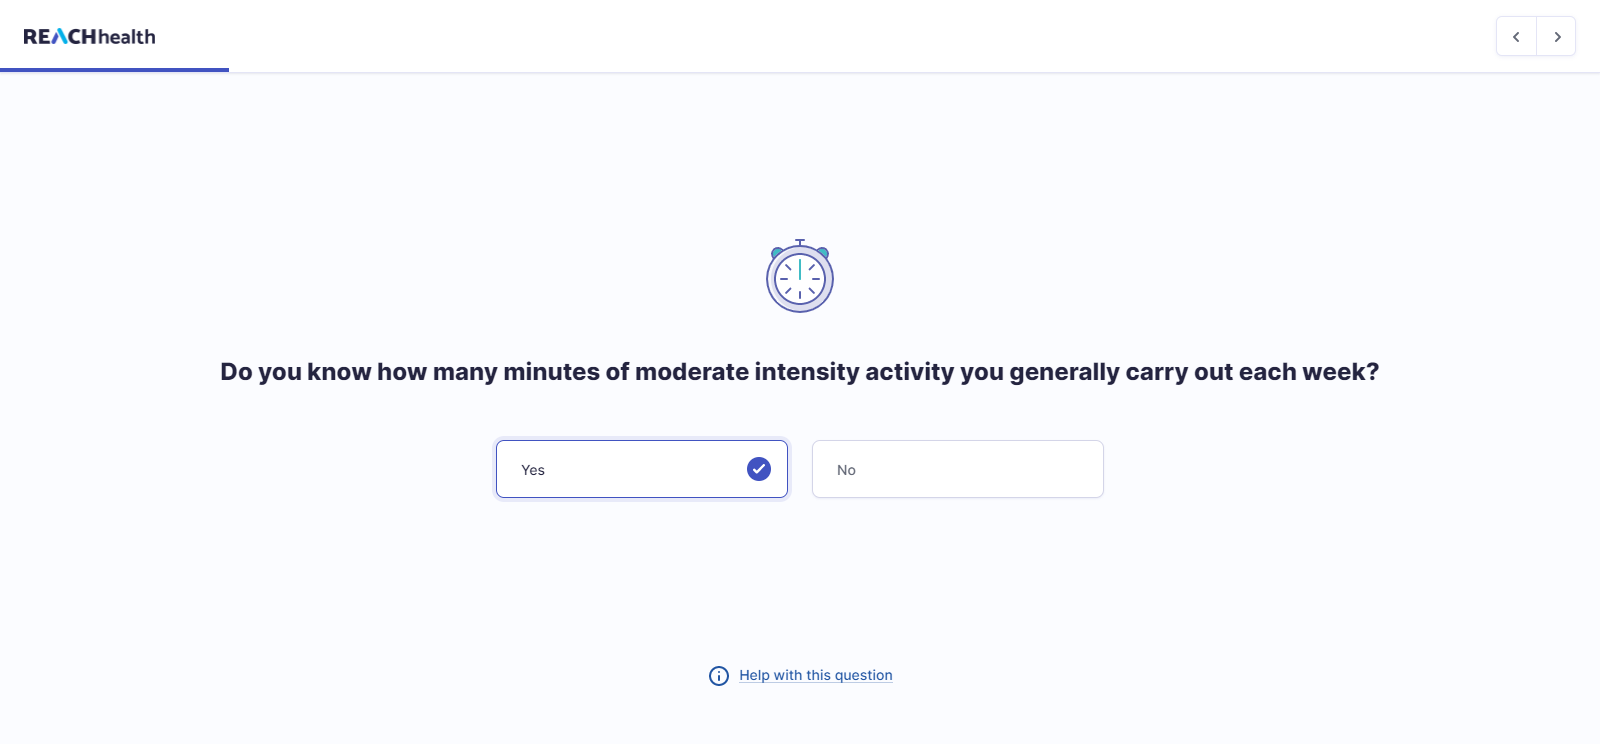 REACHhealth
Do you know how many minutes of moderate intensity activity you generally carry out each week?
Yes
No
Help with this question